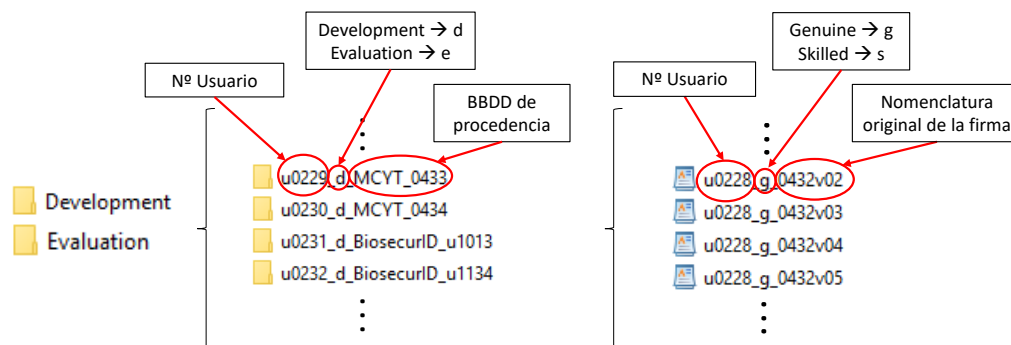 Development → d
Evaluation → e
Genuine → g
Skilled → s
Nº Usuario
BBDD de
procedencia
Nº Usuario
Nomenclatura
original de la firma
Development
Evaluation
u0229_d_MCYT_0433
u0230_d_MCYT_0434
u0231_d_BiosecurID_u1013
u0232_d_BiosecurID_u1134
u0228_g_0432v02
u0228_g_0432v03
u0228_g_0432v04
u0228_g_0432v05